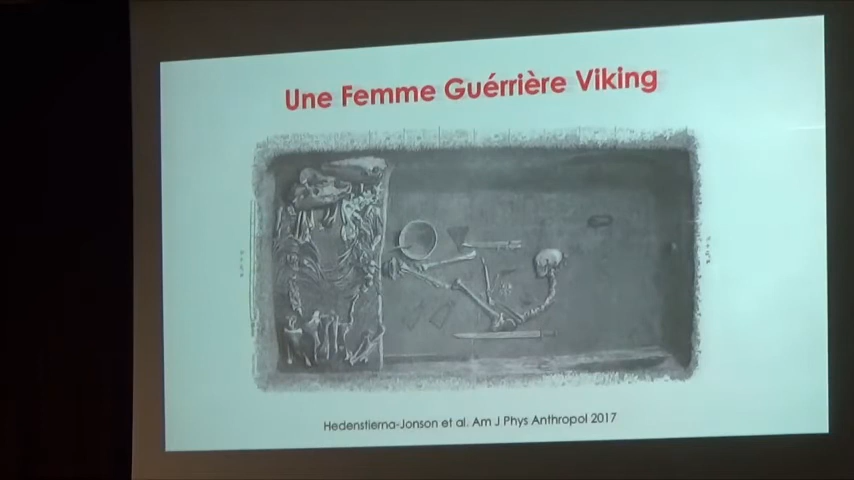 Une Femme Guérrière Viking
Hedenstierna-Jonson et al. Am J Phys Anthropol 2017